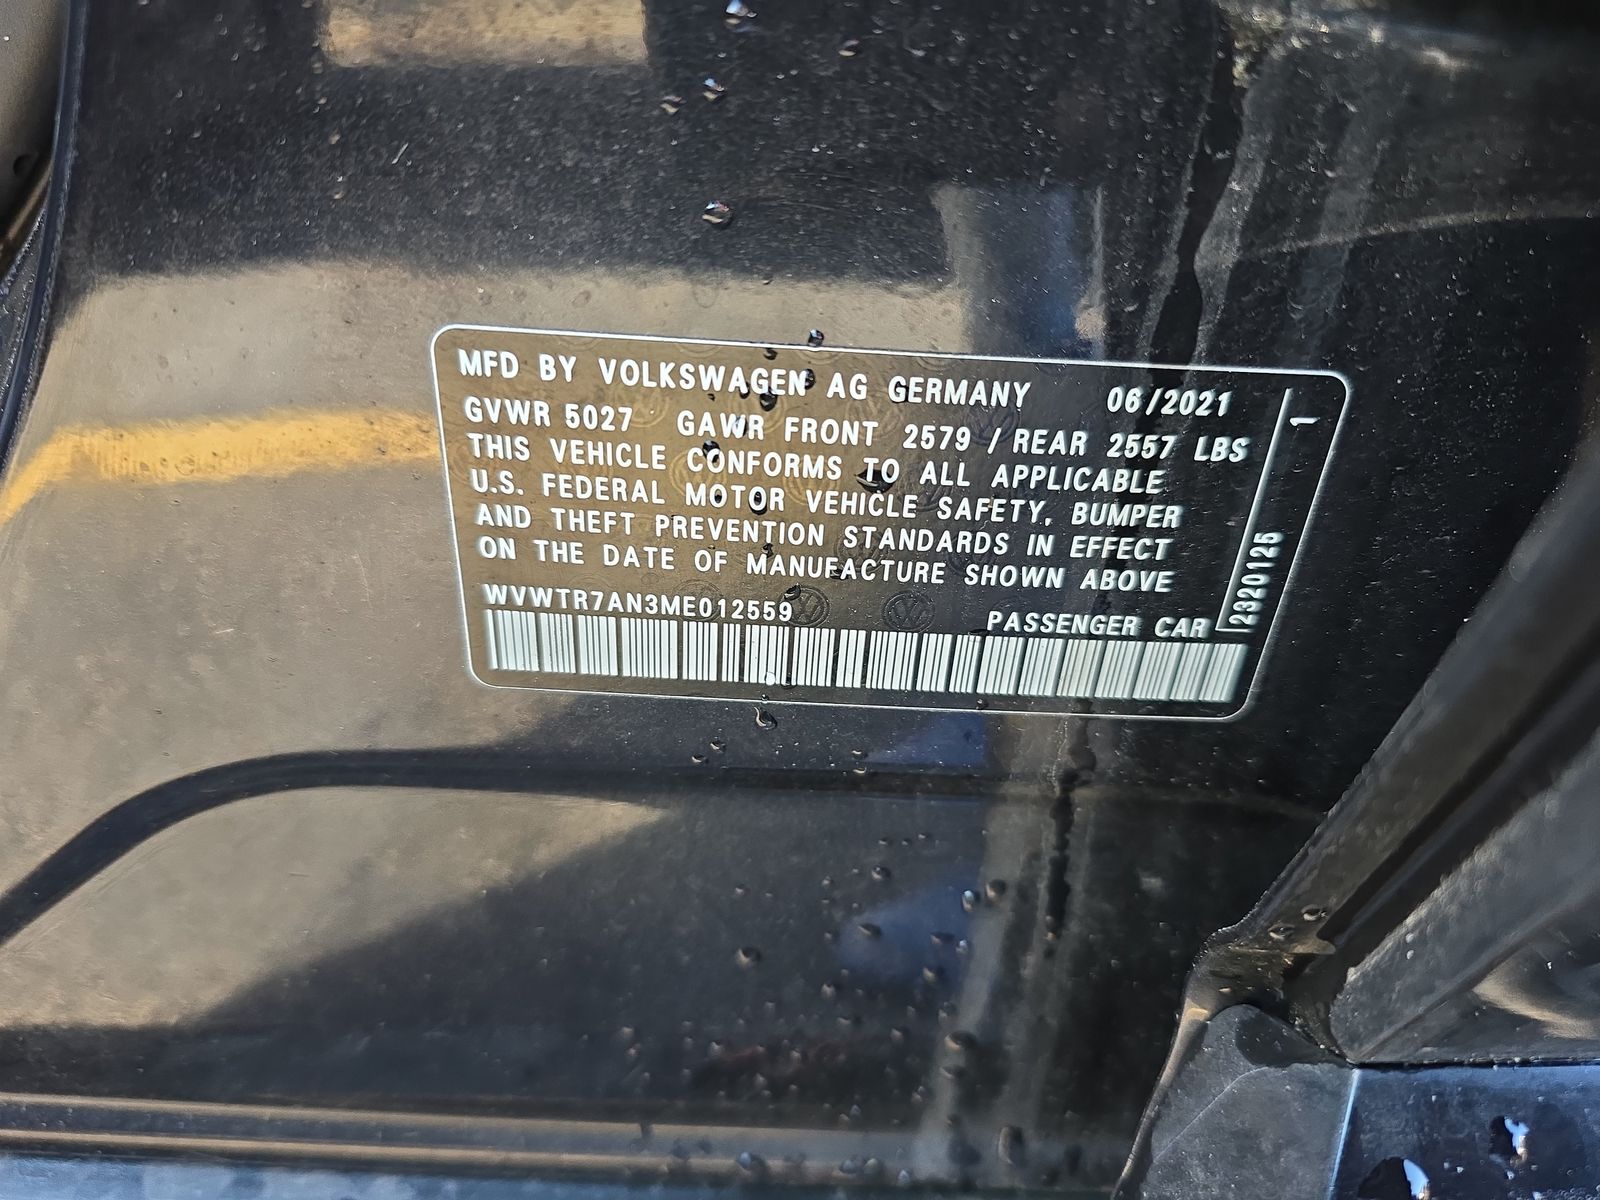 MFD BY VOLKSWAGEN AG GERMANY 06/2021
GVWR 5027 GAWR FRONT 2579 / REAR 2557 LBS
THIS VEHICLE CONFORMS TO ALL APPLICABLE
U.S. FEDERAL MOTOR VEHICLE SAFETY, BUMPER
AND THEFT PREVENTION STANDARDS IN EFFECT
ON THE DATE OF MANUFACTURE SHOWN ABOVE
WVWTR7AN3ME012559 PASSENGER CAR
2320125 1